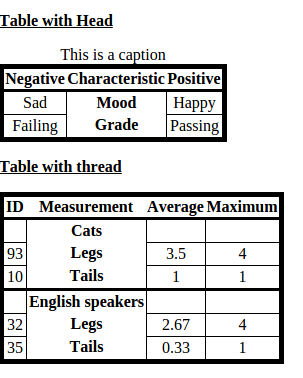 Table with Head
This is a caption
Negative Characteristic Positive
Sad Mood Happy
Failing Grade Passing
Table with thread
ID Measurement Average Maximum
Cats
93 Legs 3.5 4
10 Tails 1 1
English speakers
32 Legs 2.67 4
35 Tails 0.33 1